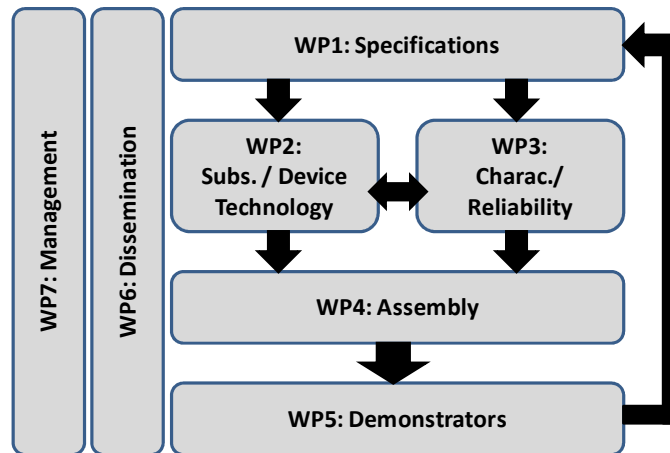 WP7: Management
WP6: Dissemination
WP1: Specifications
WP2:
Subs. / Device
Technology
WP3:
Charac./
Reliability
WP4: Assembly
WP5: Demonstrators